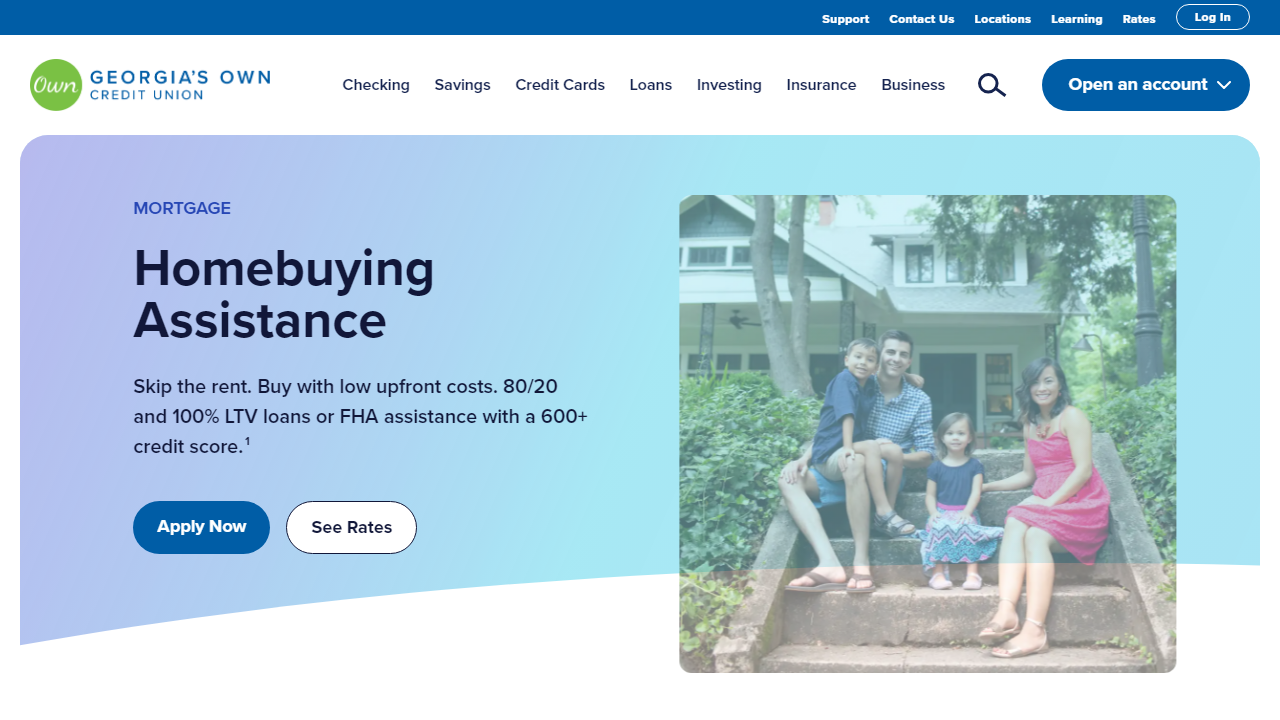 Support Contact Us Locations Learning Rates Log In
Own GEORGIA'S OWN
CREDIT UNION
Checking Savings Credit Cards Loans Investing Insurance Business Open an account
MORTGAGE
Homebuying
Assistance
Skip the rent. Buy with low upfront costs. 80/20
and 100% LTV loans or FHA assistance with a 600+
credit score.¹
Apply Now See Rates